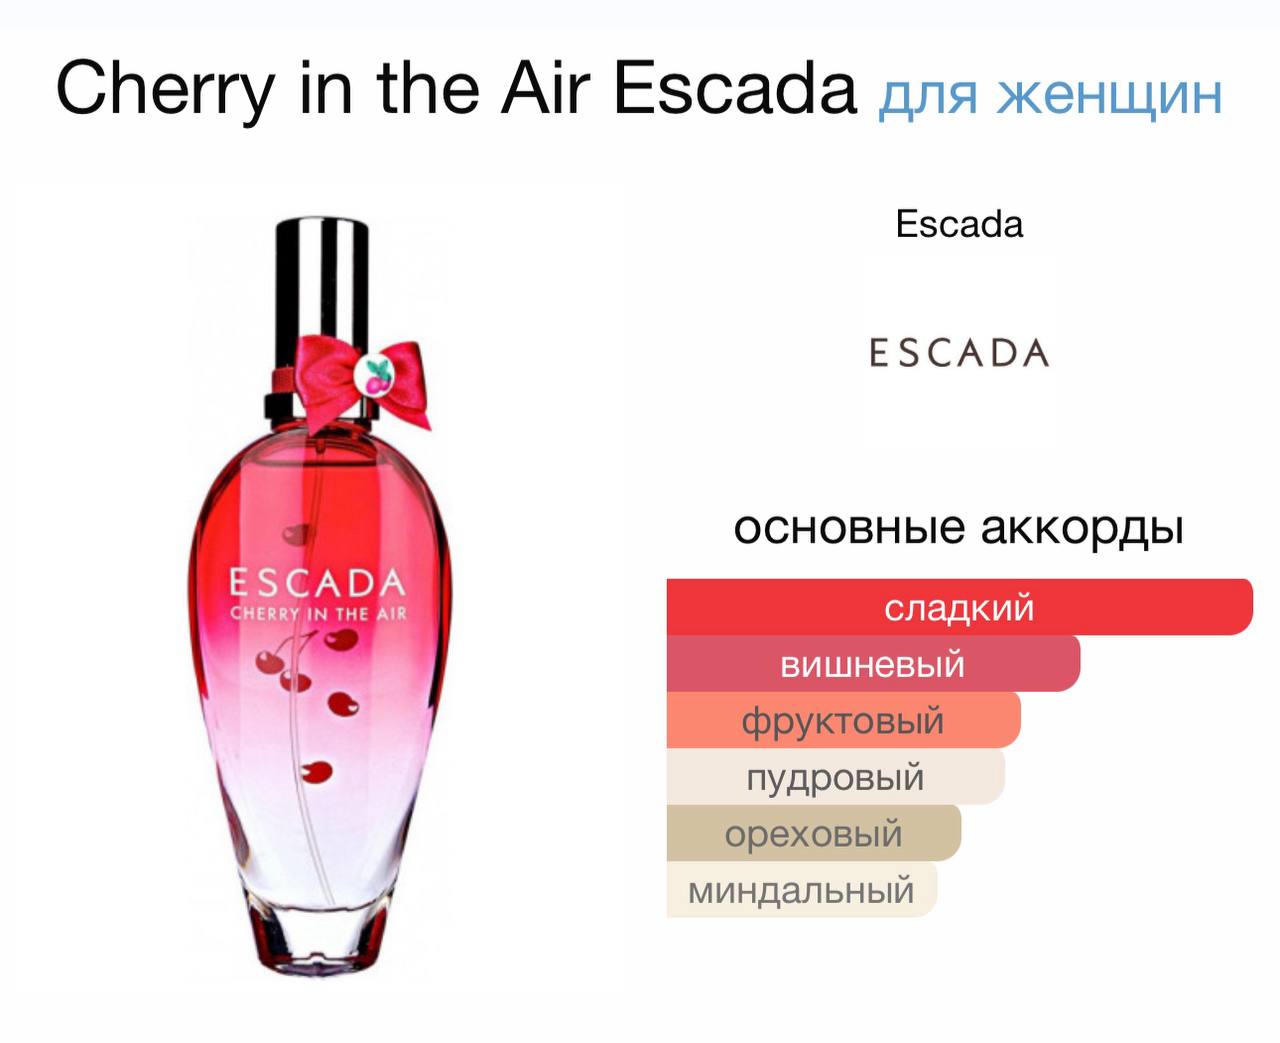 Cherry in the Air Escada для женщин
Escada
ESCADA
ESCADA
CHERRY IN THE AIR
основные аккорды
сладкий
вишневый
фруктовый
пудровый
ореховый
миндальный